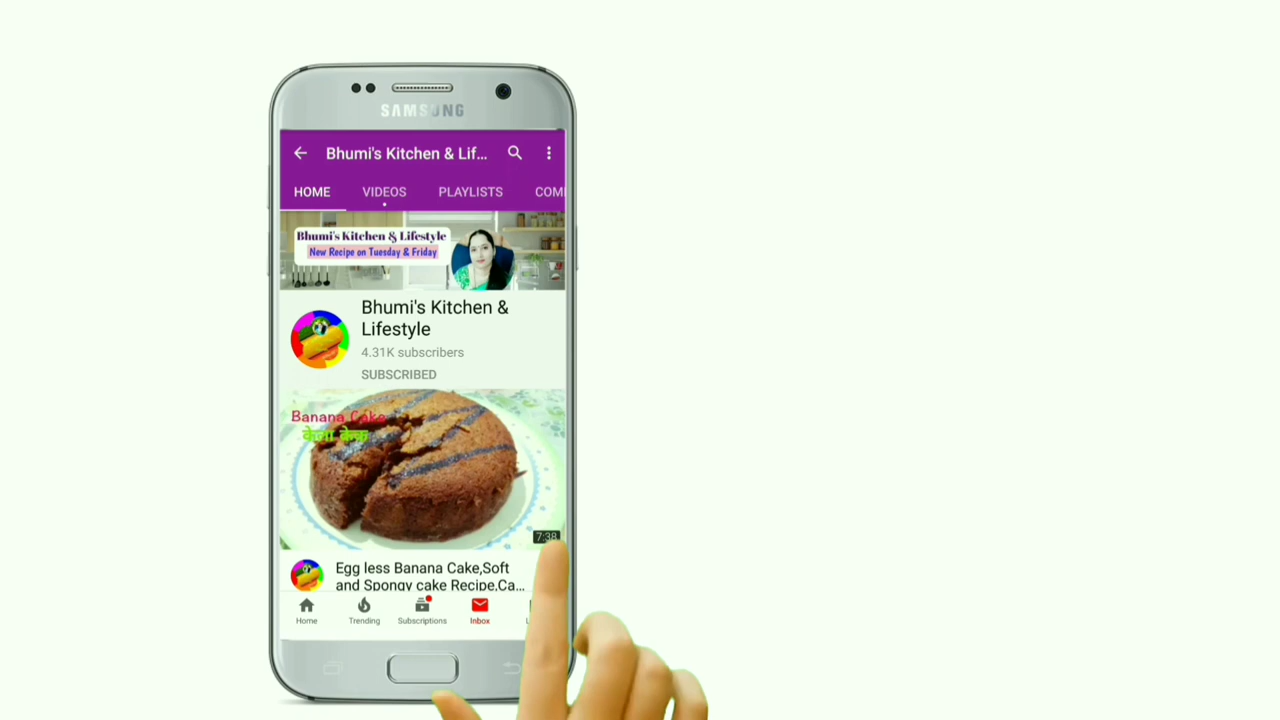 SAMSUNG
Bhumi's Kitchen & Lif...
HOME VIDEOS PLAYLISTS COM
Bhumi's Kitchen & Lifestyle
New Recipe on Tuesday & Friday
Bhumi's Kitchen &
Lifestyle
4.31K subscribers
SUBSCRIBED
Banana Cake
केला केक
7:38
Egg less Banana Cake,Soft
and Spongy cake Recipe,Ca...
Home Trending Subscriptions Inbox